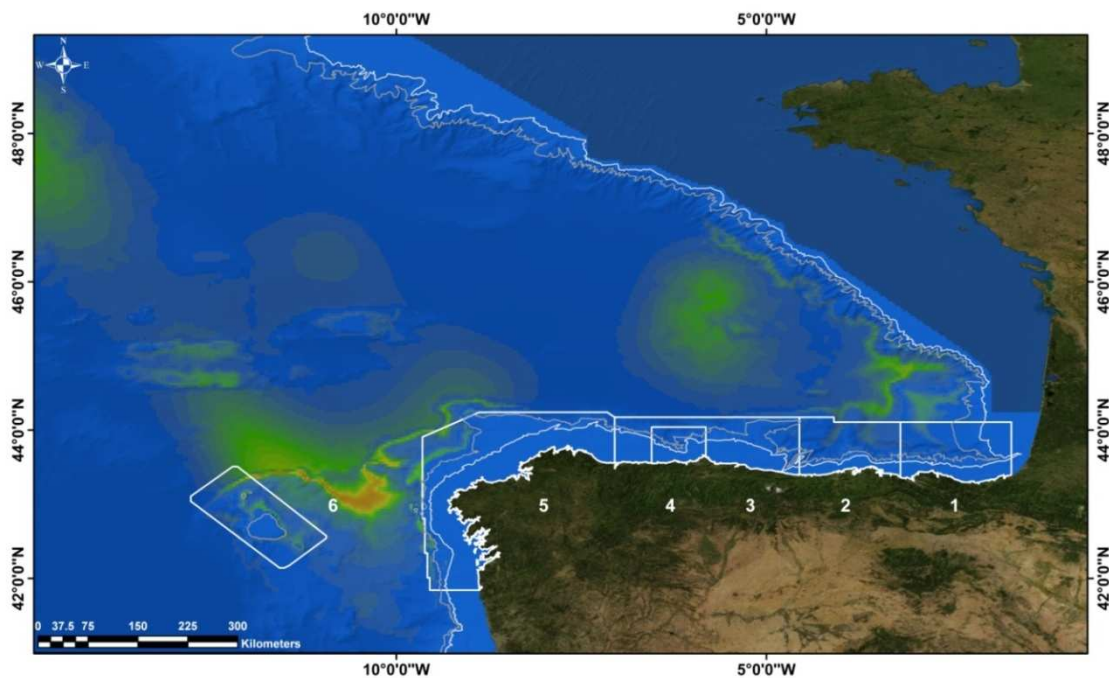 10°0'0"W 5°0'0"W
N
W E
S
48°0'0"N 48°0'0"N
46°0'0"N 46°0'0"N
44°0'0"N 44°0'0"N
6 5 4 3 2 1
42°0'0"N 42°0'0"N
0 37.5 75 150 225 300
Kilometers
10°0'0"W 5°0'0"W